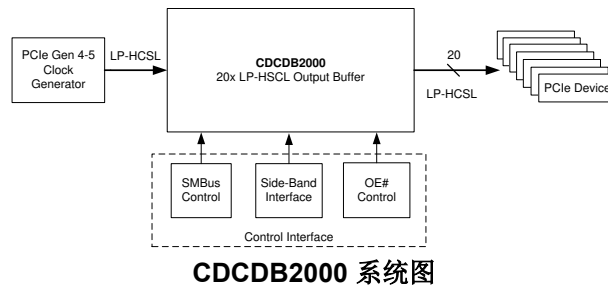 PCIe Gen 4-5
Clock
Generator
LP-HCSL
CDCDB2000
20x LP-HSCL Output Buffer
20
LP-HCSL
PCIe Device
SMBus
Control
Side-Band
Interface
OE#
Control
Control Interface
CDCDB2000 系统图